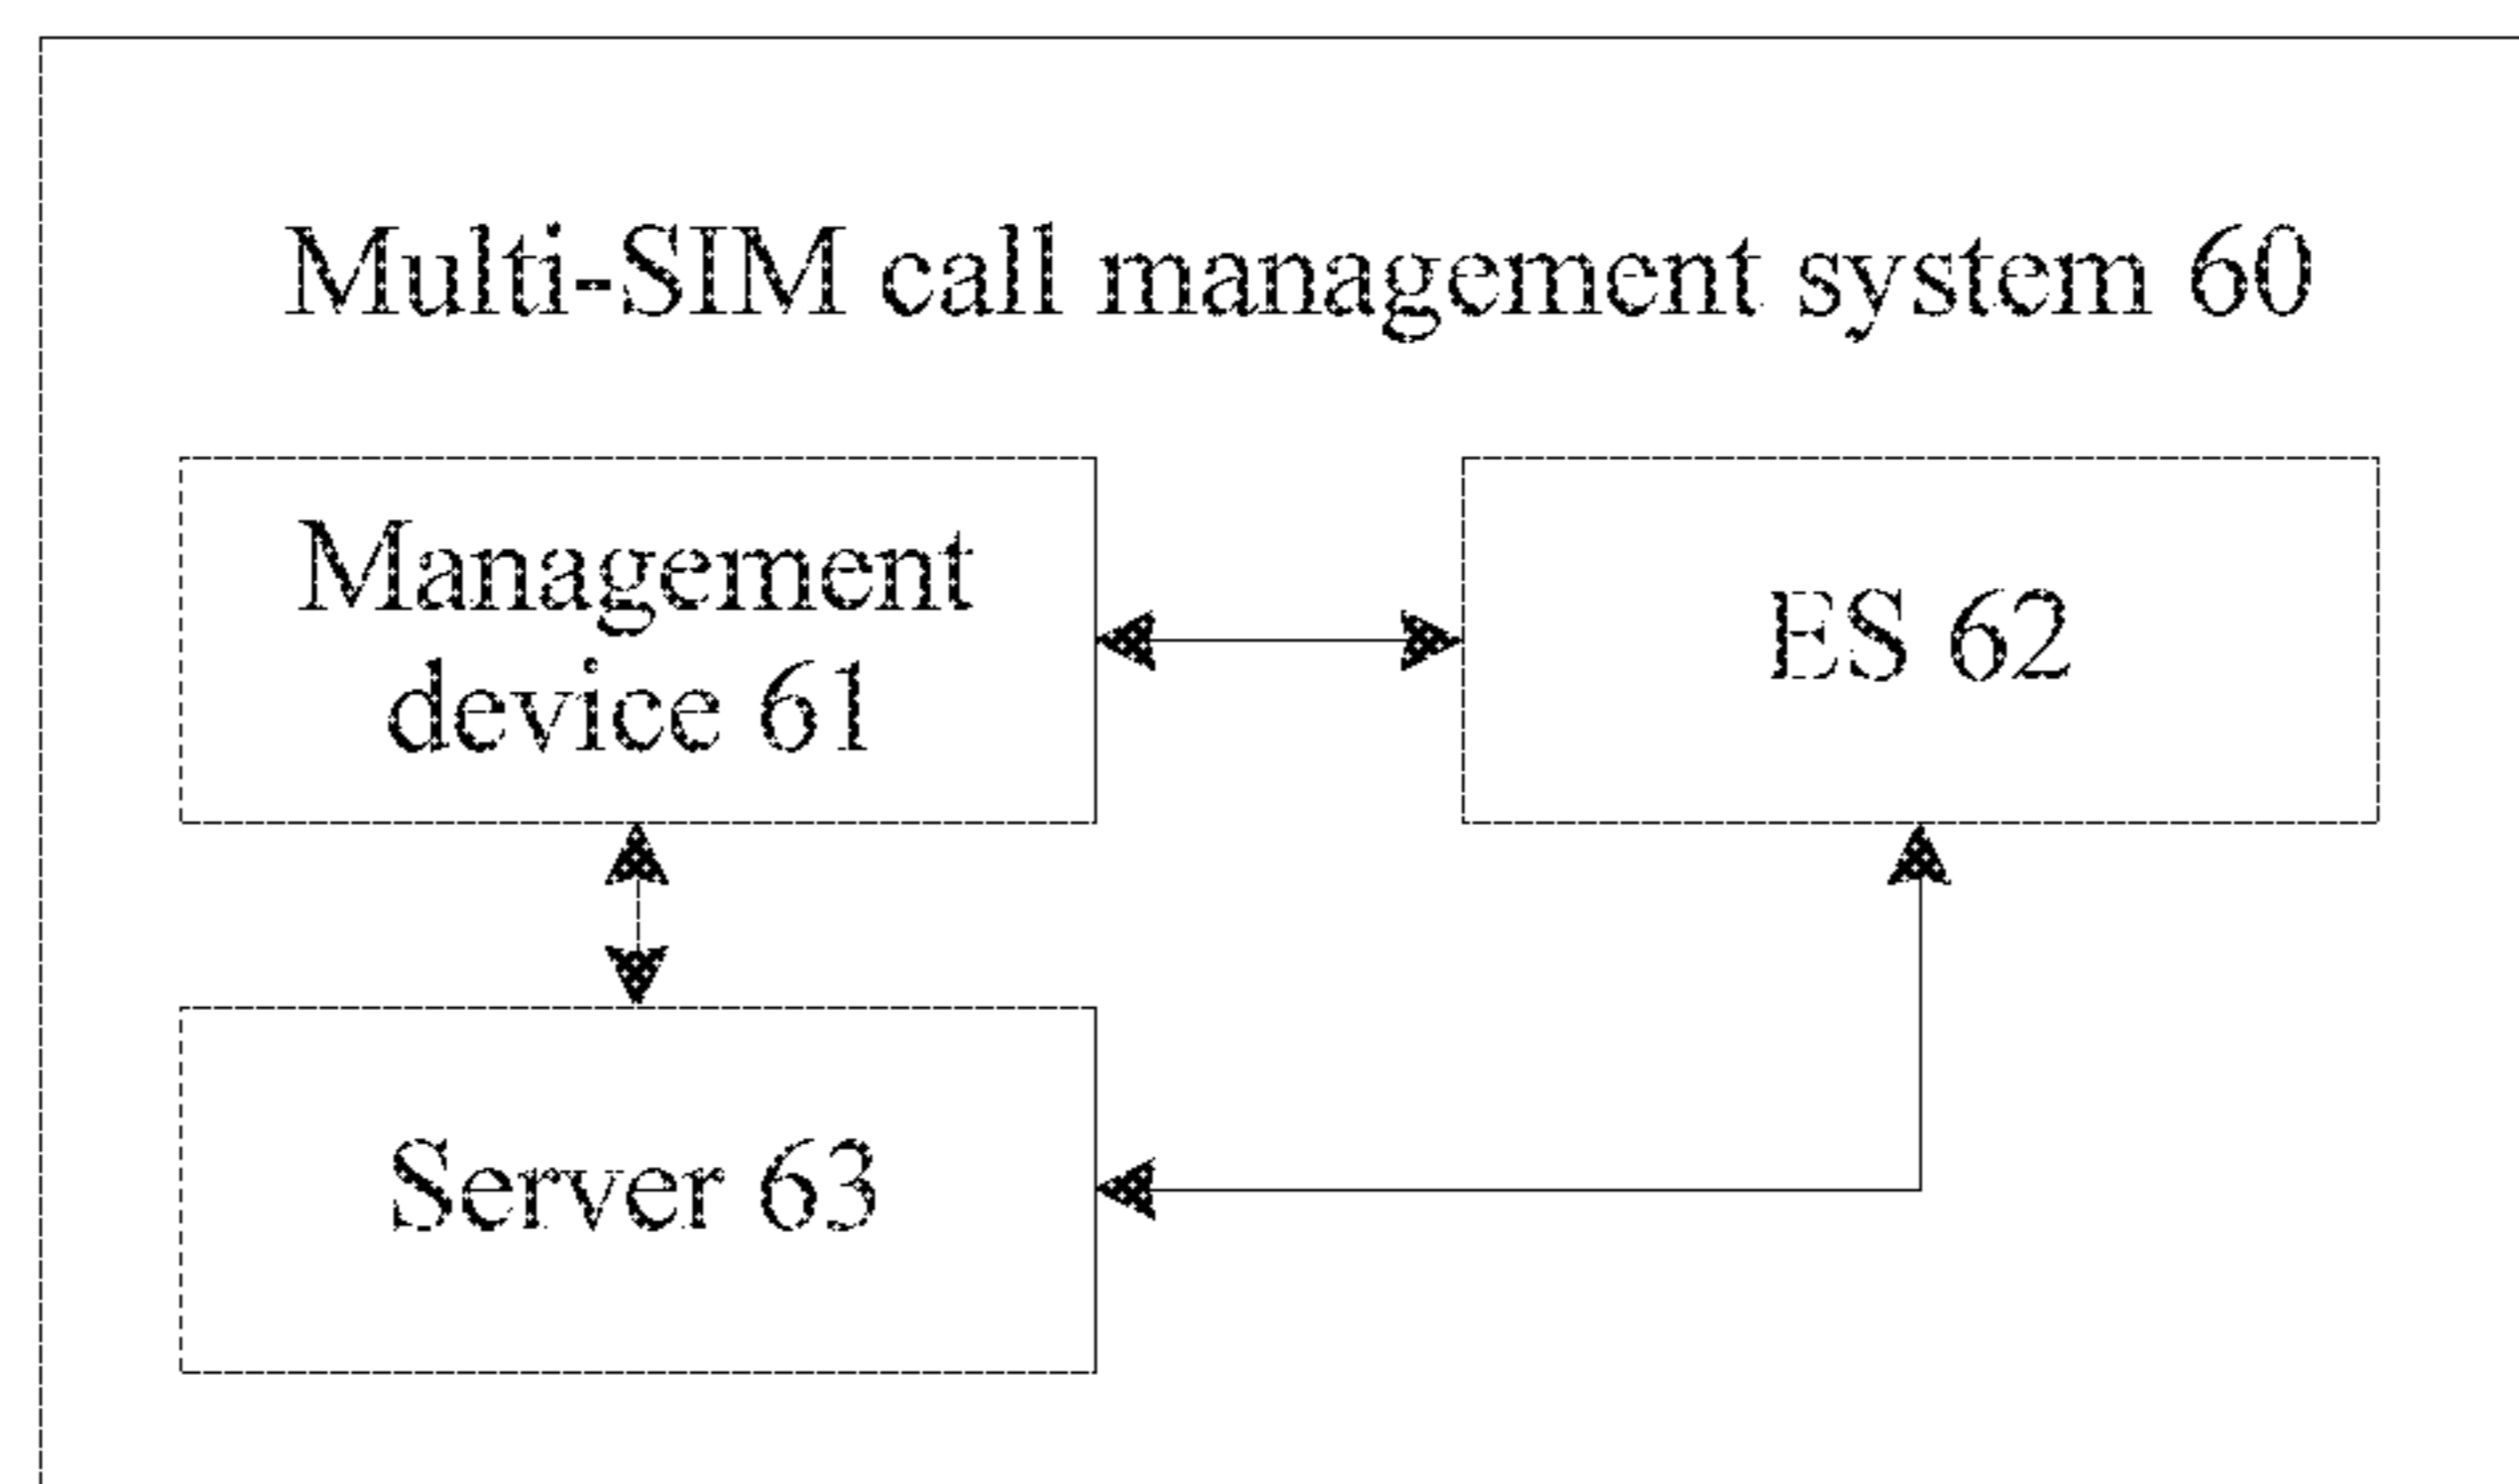 Multi-SIM call management system 60
Management
device 61
ES 62
Server 63